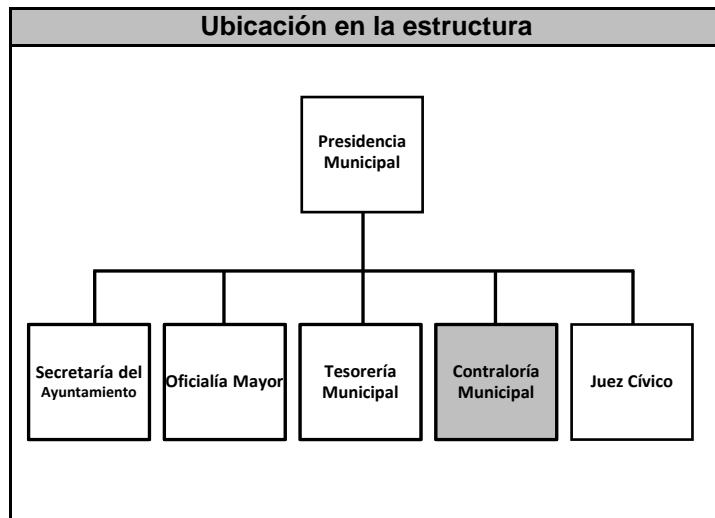 Ubicación en la estructura
Presidencia
Municipal
Secretaría del
Ayuntamiento
Oficialía Mayor
Tesorería
Municipal
Contraloría
Municipal
Juez Cívico